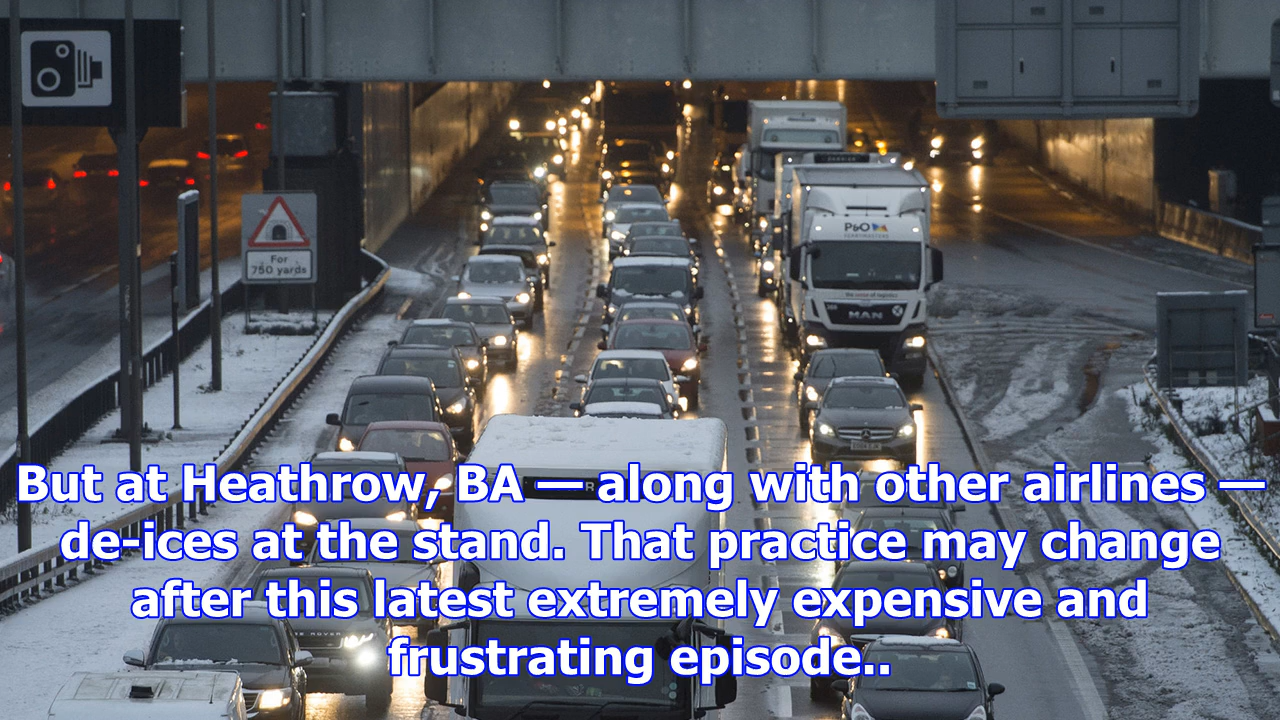 For
750 yards
P&O
FERRYMASTERS
MAN
But at Heathrow, BA — along with other airlines —
de-ices at the stand. That practice may change
after this latest extremely expensive and
frustrating episode..